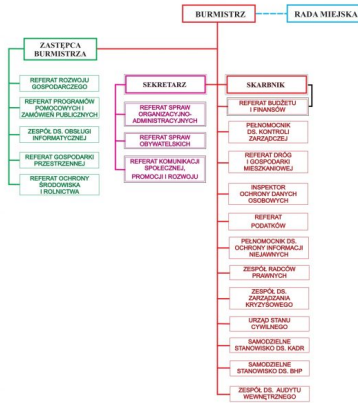 BURMISTRZ
RADA MIEJSKA
ZASTĘPCA
BURMISTRZA
REFERAT ROZWOJU
GOSPODARCZEGO
REFERAT PROGRAMÓW
POMOCOWYCH I
ZAMÓWIEŃ PUBLICZNYCH
ZESPÓŁ DS. OBSŁUGI
INFORMATYCZNEJ
REFERAT GOSPODARKI
PRZESTRZENNEJ
REFERAT OCHRONY
ŚRODOWISKA
I ROLNICTWA
SEKRETARZ
REFERAT SPRAW
ORGANIZACYJNO-
ADMINISTRACYJNYCH
REFERAT SPRAW
OBYWATELSKICH
REFERAT KOMUNIKACJI
SPOŁECZNEJ,
PROMOCJI I ROZWOJU
SKARBNIK
REFERAT BUDŻETU
I FINANSÓW
PEŁNOMOCNIK
DS. KONTROLI
ZARZĄDCZEJ
REFERAT DRÓG
I GOSPODARKI
MIESZKANIOWEJ
INSPEKTOR
OCHRONY DANYCH
OSOBOWYCH
REFERAT
PODATKÓW
PEŁNOMOCNIK DS.
OCHRONY INFORMACJI
NIEJAWNYCH
ZESPÓŁ RADCÓW
PRAWNYCH
ZESPÓŁ DS.
ZARZĄDZANIA
KRYZYSOWEGO
URZĄD STANU
CYWILNEGO
SAMODZIELNE
STANOWISKO DS. KADR
SAMODZIELNE
STANOWISKO DS. BHP
ZESPÓŁ DS. AUDYTU
WEWNĘTRZNEGO